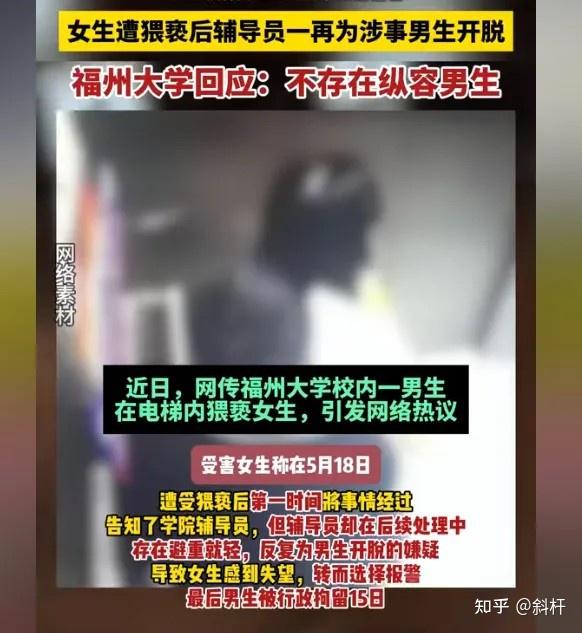 女生遭猥亵后辅导员一再为涉事男生开脱
福州大学回应：不存在纵容男生
网络素材
近日，网传福州大学校内一男生
在电梯内猥亵女生，引发网络热议
受害女生称在5月18日
遭受猥亵后第一时间将事情经过
告知了学院辅导员，但辅导员却在后续处理中
存在避重就轻，反复为男生开脱的嫌疑
导致女生感到失望，转而选择报警
最后男生被行政拘留15日
知乎 @斜杆